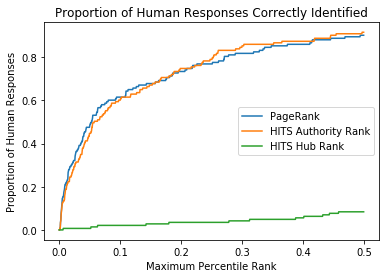 Proportion of Human Responses Correctly Identified
Proportion of Human Responses
0.8
0.6
0.4
0.2
0.0
PageRank
HITS Authority Rank
HITS Hub Rank
0.0 0.1 0.2 0.3 0.4 0.5
Maximum Percentile Rank